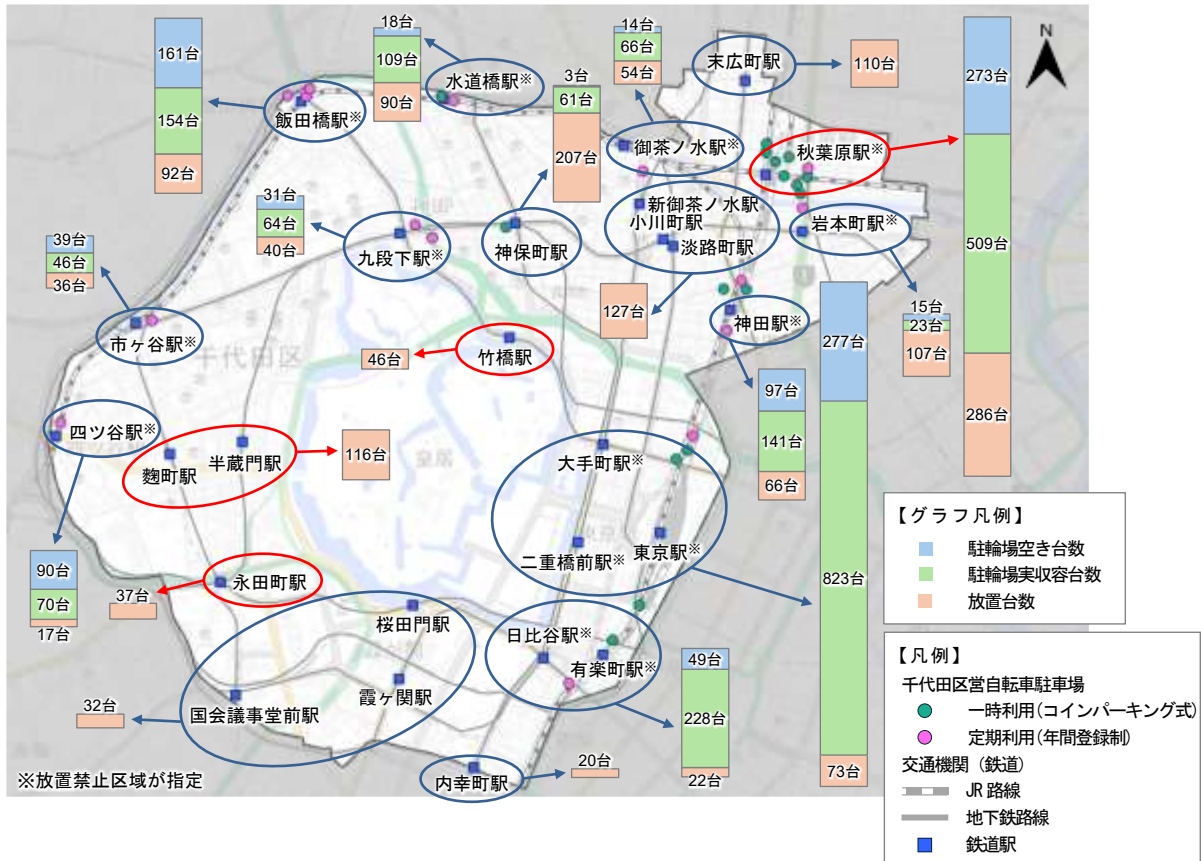 18台
109台
90台
水道橋駅※
161台
154台
92台
飯田橋駅※
3台
61台
207台
14台
66台
54台
御茶ノ水駅※
末広町駅
110台
秋葉原駅※
273台
509台
286台
31台
64台
40台
九段下駅※
神保町駅
新御茶ノ水駅
小川町駅
淡路町駅
127台
岩本町駅※
15台
23台
107台
39台
46台
36台
市ヶ谷駅※
千代田区
46台
竹橋駅
神田駅※
97台
141台
66台
277台
823台
73台
四ツ谷駅※
90台
70台
17台
麴町駅
半蔵門駅
116台
皇居
大手町駅※
二重橋前駅※
東京駅※
永田町駅
37台
桜田門駅
霞ヶ関駅
国会議事堂前駅
32台
日比谷駅※
有楽町駅※
49台
228台
22台
内幸町駅
20台
※放置禁止区域が指定
N
【グラフ凡例】
駐輪場空き台数
駐輪場実収容台数
放置台数
【凡例】
千代田区営自転車駐車場
一時利用(コインパーキング式)
定期利用(年間登録制)
交通機関(鉄道)
JR 路線
地下鉄路線
鉄道駅